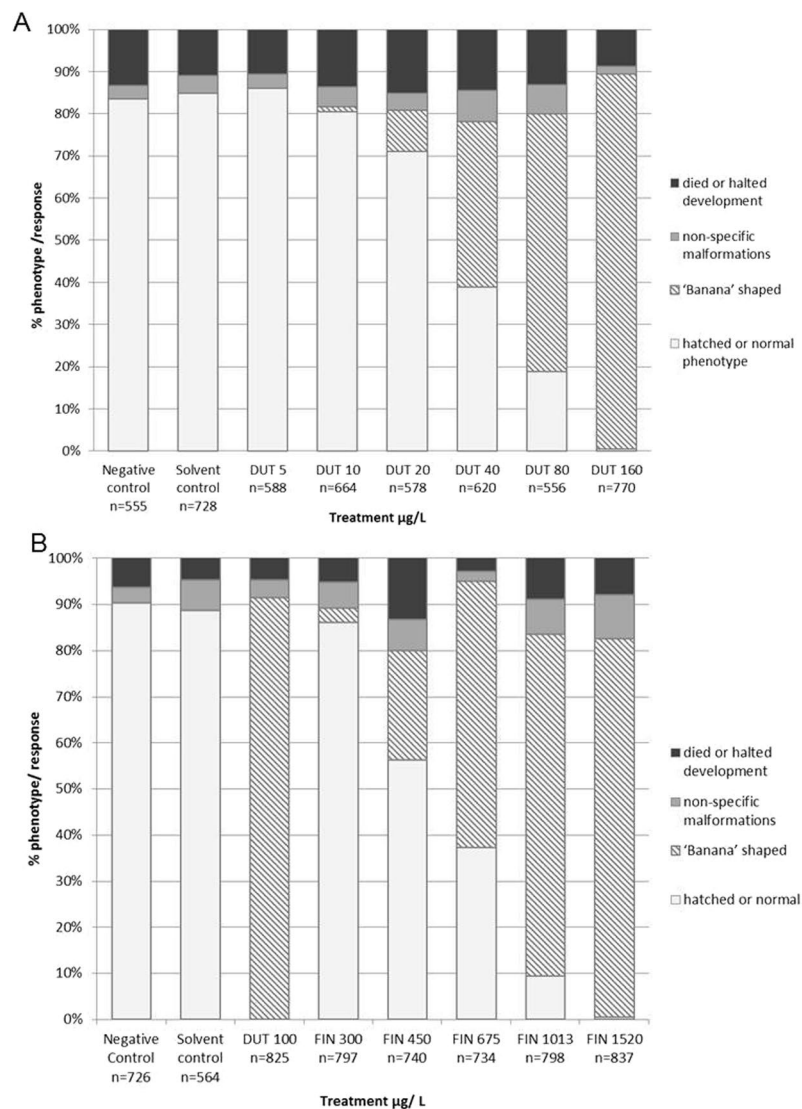 A
100%
90%
80%
70%
60%
50%
40%
30%
20%
10%
0%
% phenotype /response
died or halted
development
non-specific
malformations
'Banana' shaped
hatched or normal
phenotype
Negative Solvent DUT 5 DUT 10 DUT 20 DUT 40 DUT 80 DUT 160
control control n=588 n=664 n=578 n=620 n=556 n=770
n=555 n=728
Treatment µg/L
B
100%
90%
80%
70%
60%
50%
40%
30%
20%
10%
0%
% phenotype/ response
died or halted
development
non-specific
malformations
'Banana' shaped
hatched or normal
Negative Solvent DUT 100 FIN 300 FIN 450 FIN 675 FIN 1013 FIN 1520
Control control n=825 n=797 n=740 n=734 n=798 n=837
n=726 n=564
Treatment µg/ L